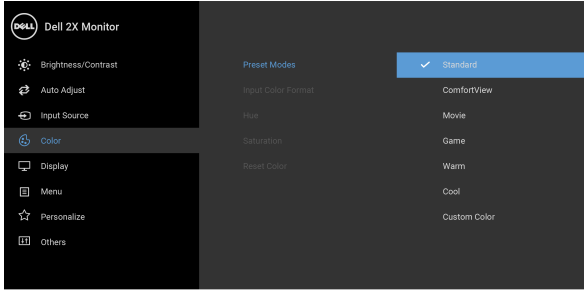 DELL
Dell 2X Monitor
Brightness/Contrast
Auto Adjust
Input Source
Color
Display
Menu
Personalize
Others
Preset Modes
Input Color Format
Hue
Saturation
Reset Color
Standard
ComfortView
Movie
Game
Warm
Cool
Custom Color